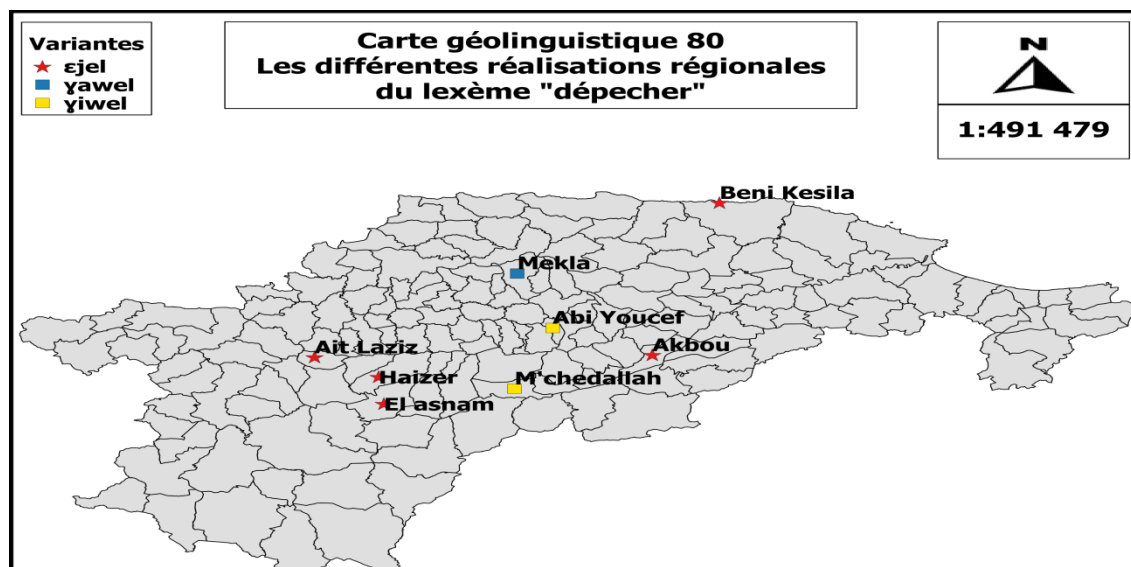 Variantes
εjel
ɣawel
ɣiwel
Carte géolinguistique 80
Les différentes réalisations régionales
du lexème "dépecher"
N
1:491 479
Beni Kesila
Mekla
Abi Youcef
Ait Laziz
Akbou
Haizer
M'chedallah
El asnam